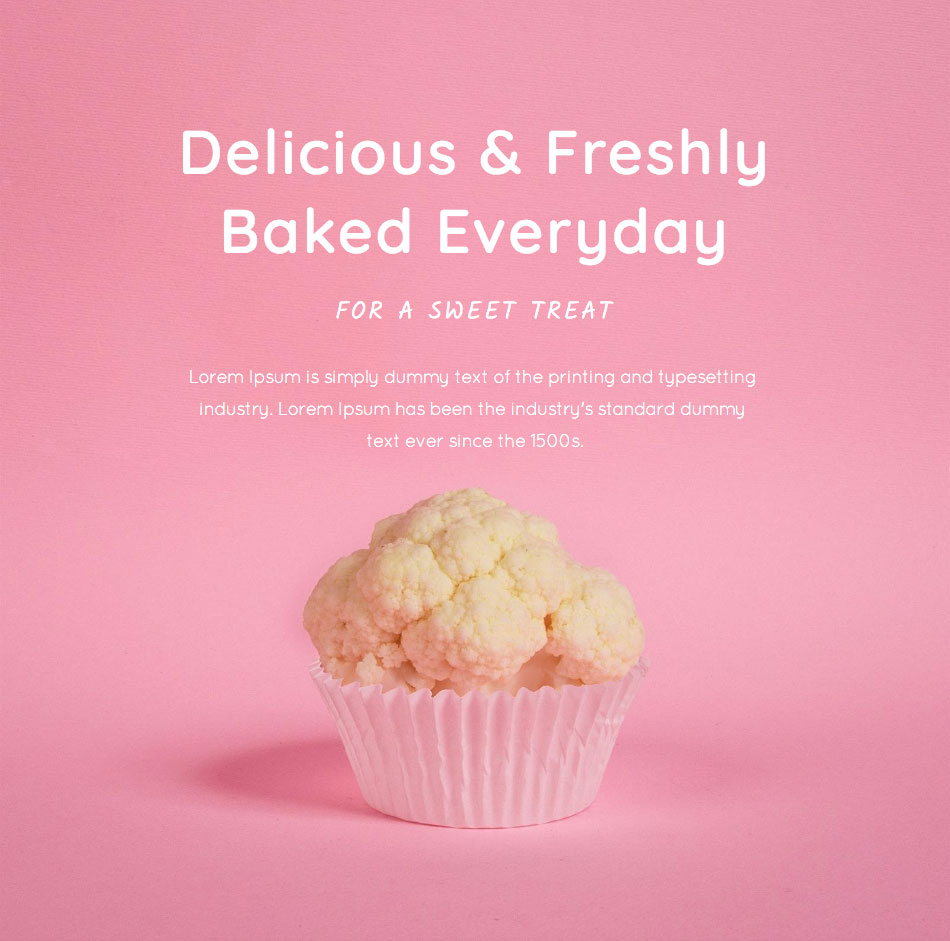 Delicious & Freshly
Baked Everyday
FOR A SWEET TREAT
Lorem Ipsum is simply dummy text of the printing and typesetting
industry. Lorem Ipsum has been the industry's standard dummy
text ever since the 1500s.